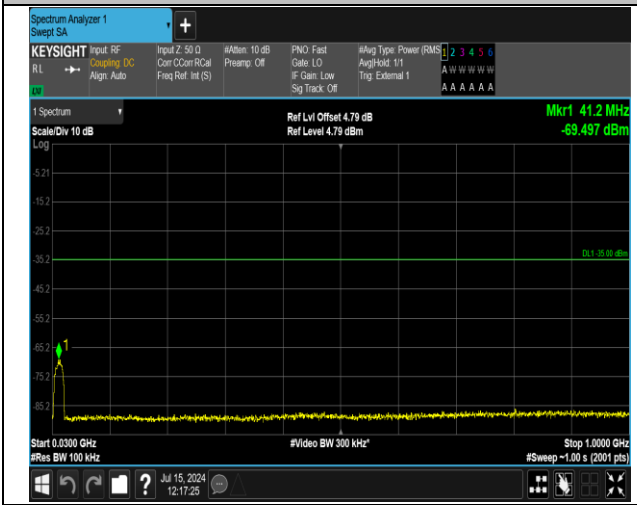 Spectrum Analyzer 1
Swept SA
+
KEYSIGHT Input: RF Input Z: 50 Ω #Atten: 10 dB PNO: Fast #Avg Type: Power (RMS 1 2 3 4 5 6
RL Coupling: DC Corr CCorr RCal Preamp: Off Gate: LO Avg|Hold: 1/1 A W W W W W
Align: Auto Freq Ref: Int (S) IF Gain: Low Trig: External 1
Sig Track: Off A A A A A A
1 Spectrum Ref Lvl Offset 4.79 dB Mkr1 41.2 MHz
Scale/Div 10 dB Ref Level 4.79 dBm -69.497 dBm
Log
-5.21
-15.2
-25.2
-35.2 DL1 -35.00 dBm
-45.2
-55.2
-65.2 1
-75.2
-85.2
Start 0.0300 GHz #Video BW 300 kHz* Stop 1.0000 GHz
#Res BW 100 kHz #Sweep ~1.00 s (2001 pts)
? Jul 15, 2024
12:17:25